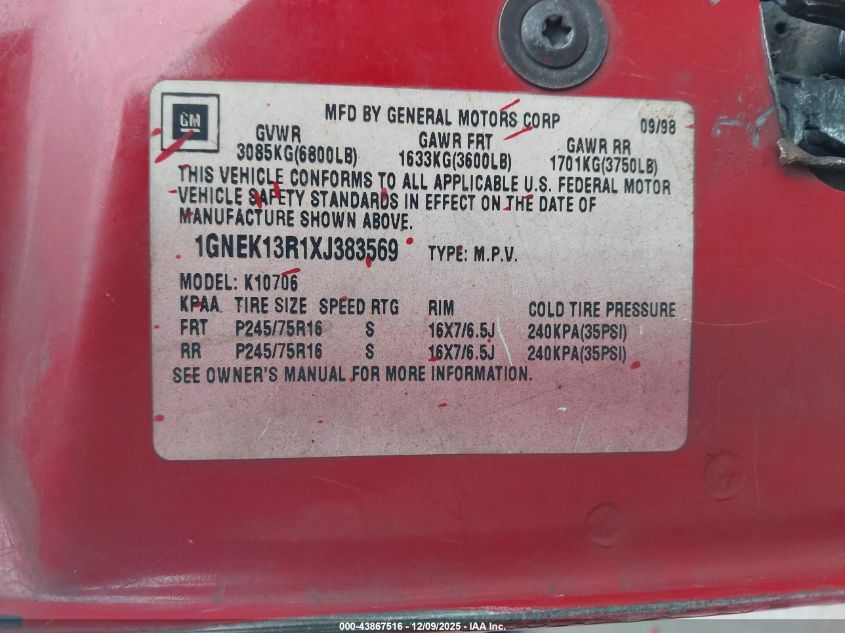 GM
MFD BY GENERAL MOTORS CORP 09/98
GVWR GAWR FRT GAWR RR
3085KG(6800LB) 1633KG(3600LB) 1701KG(3750LB)
THIS VEHICLE CONFORMS TO ALL APPLICABLE U.S. FEDERAL MOTOR
VEHICLE SAFETY STANDARDS IN EFFECT ON THE DATE OF
MANUFACTURE SHOWN ABOVE.
1GNEK13R1XJ383569 TYPE: M.P.V.
MODEL: K10706
KPAA TIRE SIZE SPEED RTG RIM COLD TIRE PRESSURE
FRT P245/75R16 S 16X7/6.5J 240KPA(35PSI)
RR P245/75R16 S 16X7/6.5J 240KPA(35PSI)
SEE OWNER'S MANUAL FOR MORE INFORMATION.
000-43867516 - 12/09/2025 - IAA Inc.